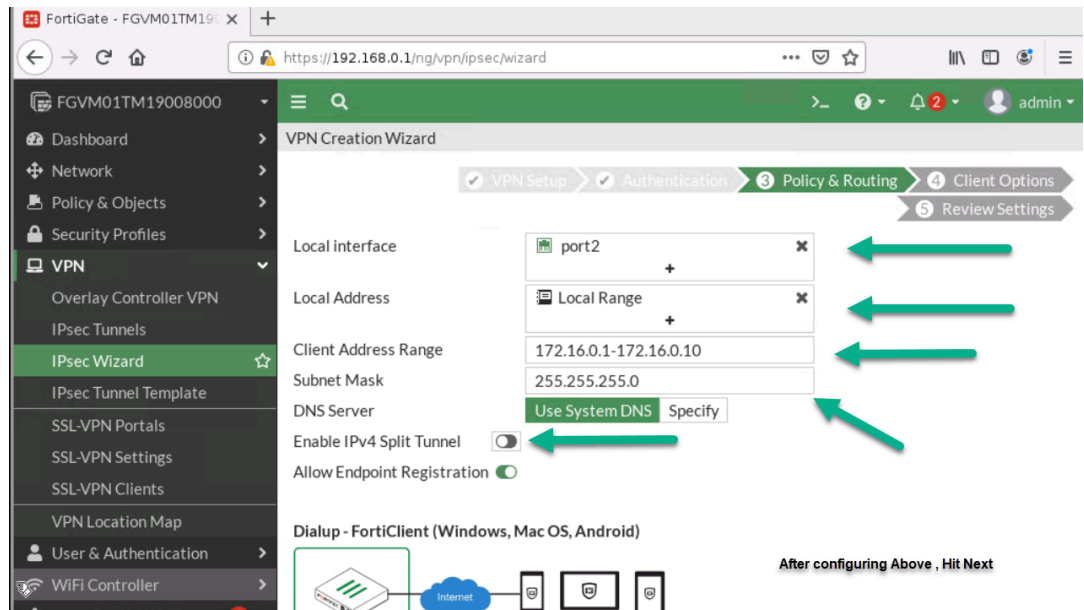 FortiGate - FGVM01TM190
https://192.168.0.1/ng/vpn/ipsec/wizard
FGVM01TM19008000
>_
2
admin
Dashboard
VPN Creation Wizard
Network
VPN Setup
Authentication
3 Policy & Routing
4 Client Options
Policy & Objects
5 Review Settings
Security Profiles
Local interface
port2
+
VPN
Overlay Controller VPN
Local Address
Local Range
+
IPsec Tunnels
Client Address Range
172.16.0.1-172.16.0.10
IPsec Wizard
Subnet Mask
255.255.255.0
IPsec Tunnel Template
DNS Server
Use System DNS
Specify
SSL-VPN Portals
Enable IPv4 Split Tunnel
SSL-VPN Settings
Allow Endpoint Registration
SSL-VPN Clients
VPN Location Map
Dialup - FortiClient (Windows, Mac OS, Android)
User & Authentication
After configuring Above , Hit Next
WiFi Controller
Internet